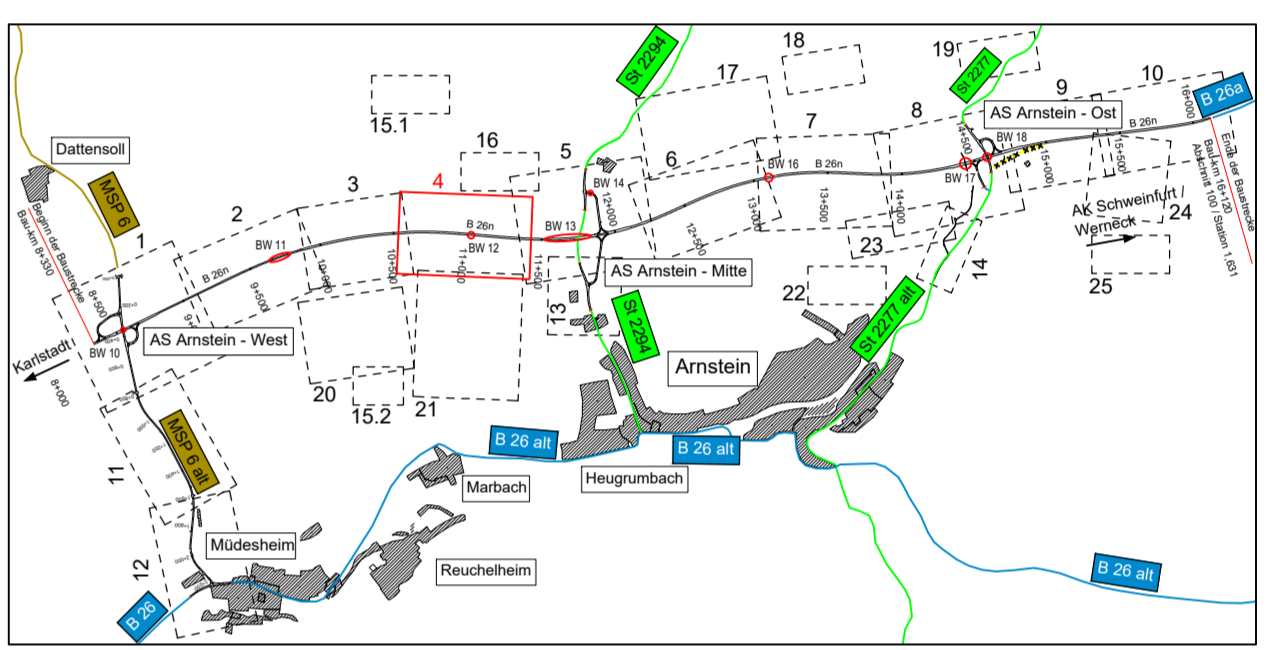 St 2294
18
19
St 2277
17
10
9
8
7
B 26a
16+000
15.1
AS Arnstein - Ost
B 26n
14+500
BW 18
BW 17
15+500
15+000
Dattensoll
16
5
6
BW 16
B 26n
MSP 6
4
3
BW 14
12+000
2
1
Beginn der Baustrecke
Bau-km 8+330
BW 13
B 26n
BW 12
BW 11
13+000
13+500
14+000
12+500
Ende der Baustrecke
Bau-km 16+120
Abschnitt 100 / Station 1,631
AK Schweinfurt /
Werneck
24
23
14
25
22
10+500
11+000
11+500
B 26n
9+500
8+500
AS Arnstein - Mitte
13
St 2294
St 2277 alt
AS Arnstein - West
BW 10
Karlstadt
8+000
20
15.2
21
Arnstein
MSP 6 alt
B 26 alt
B 26 alt
11
Marbach
Heugrumbach
Müdesheim
Reuchelheim
12
B 26 alt
B 26